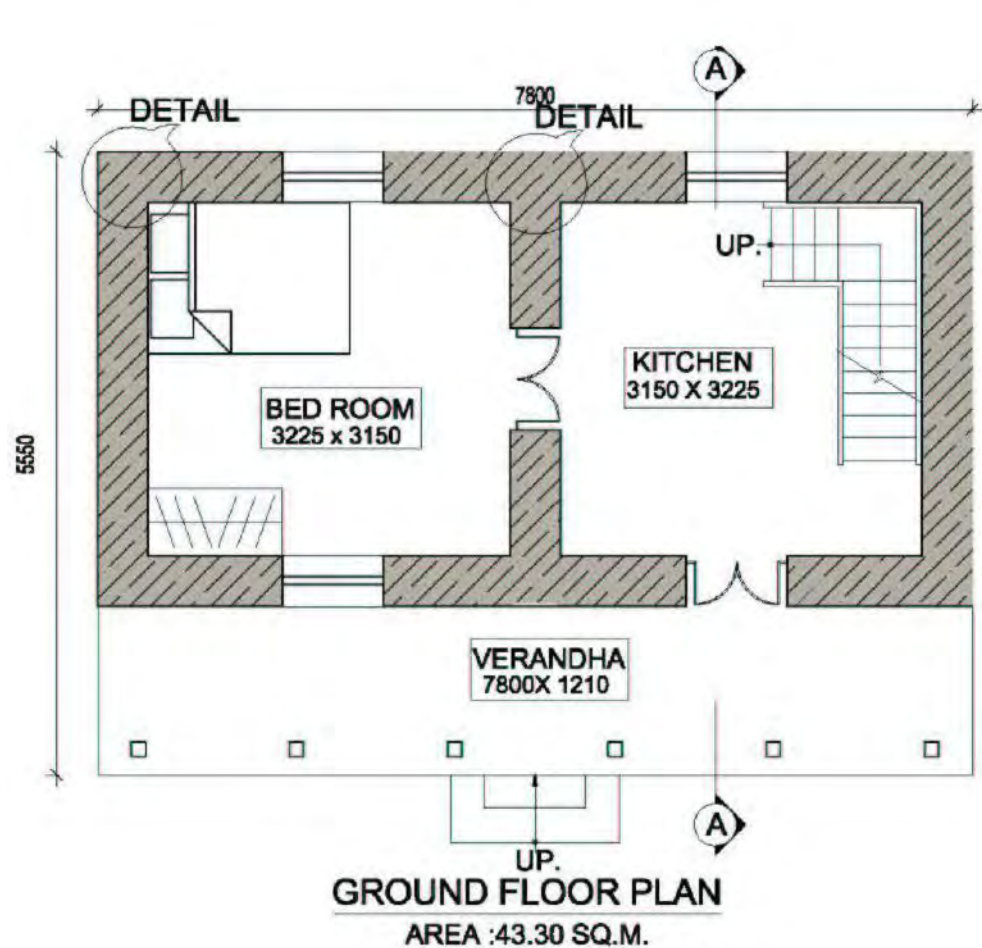 A
7800
DETAIL
DETAIL
UP.
KITCHEN
3150 X 3225
BED ROOM
3225 x 3150
5550
VERANDHA
7800X 1210
A
UP.
GROUND FLOOR PLAN
AREA :43.30 SQ.M.